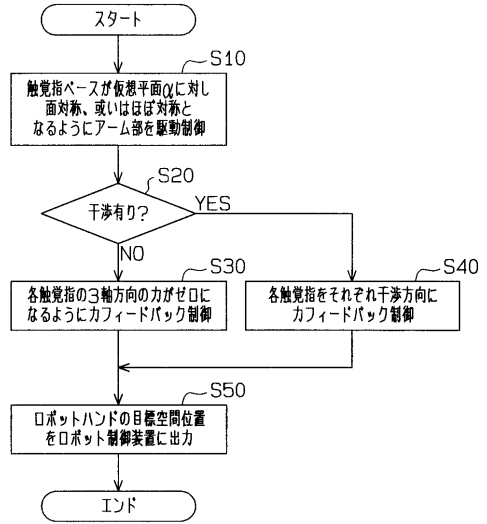 スタート
S10
触覚指ベースが仮想平面αに対し
面対称、或いはほぼ対称と
なるようにアーム部を駆動制御
S20
干渉有り?
YES
NO
S30
各触覚指の3軸方向の力がゼロに
なるように力フィードバック制御
S40
各触覚指をそれぞれ干渉方向に
力フィードバック制御
S50
ロボットハンドの目標空間位置
をロボット制御装置に出力
エンド